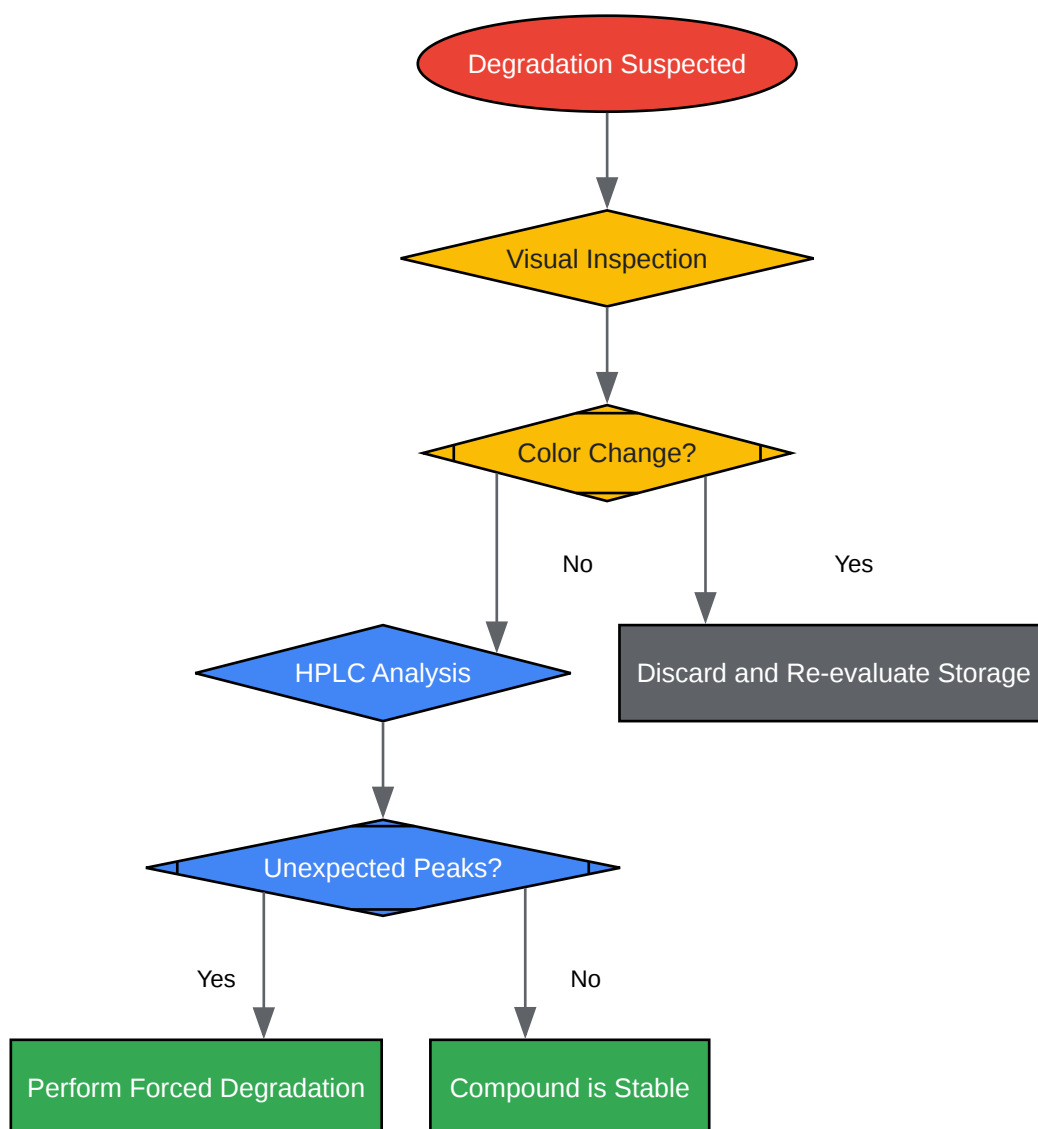 Degradation Suspected
Visual Inspection
Color Change?
No
Yes
HPLC Analysis
Discard and Re-evaluate Storage
Unexpected Peaks?
Yes
No
Perform Forced Degradation
Compound is Stable